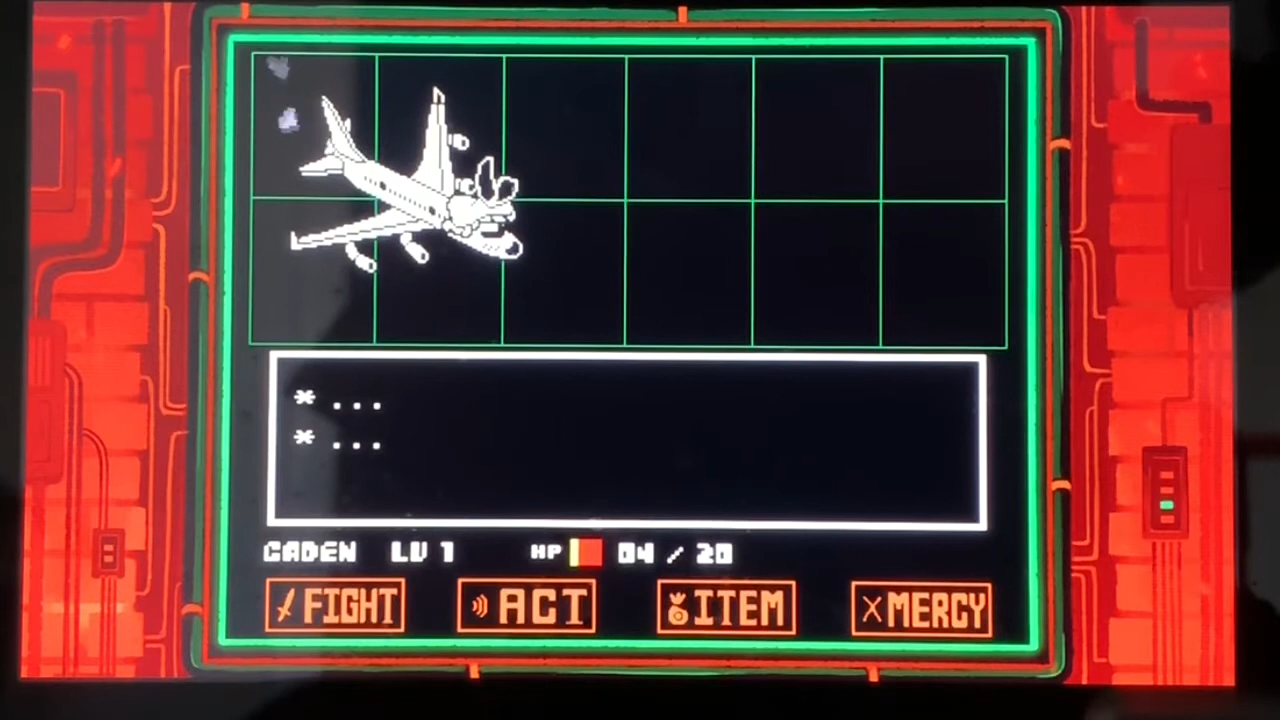 * ...
* ...
CADEN LV 1 HP 04 / 20
FIGHT ACT ITEM MERCY